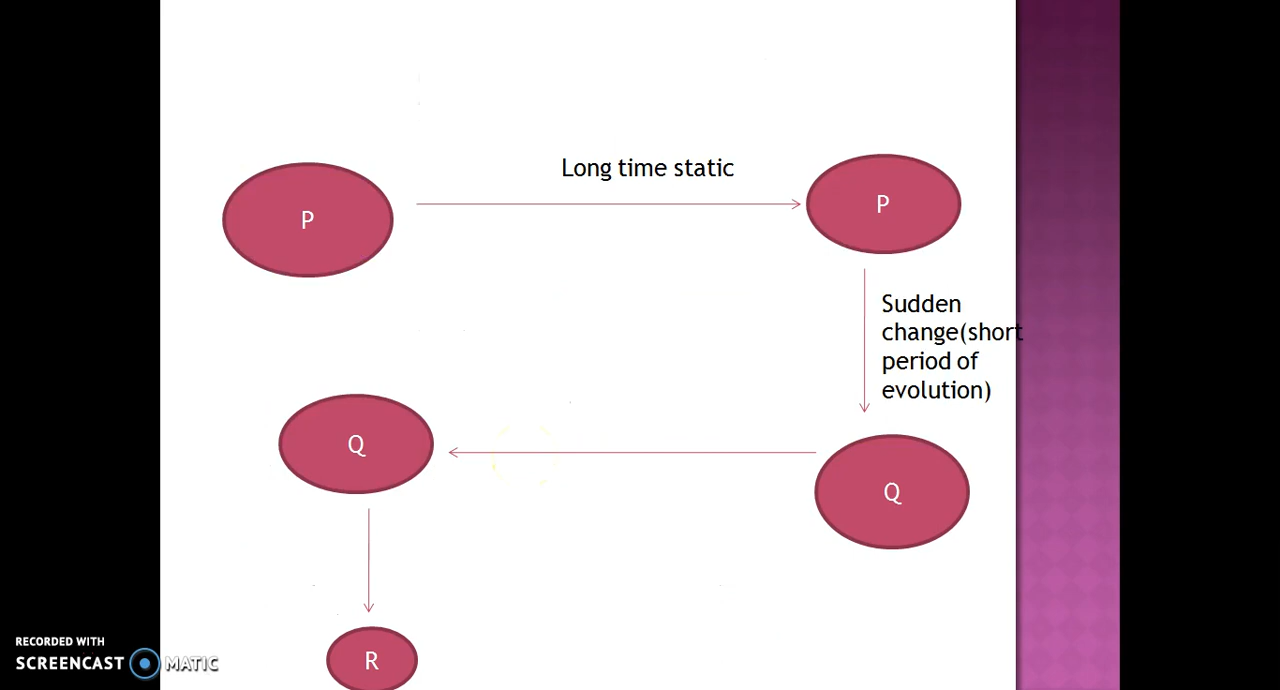 Long time static
P
P
Sudden
change(short
period of
evolution)
Q
Q
R
RECORDED WITH
SCREENCAST MATIC